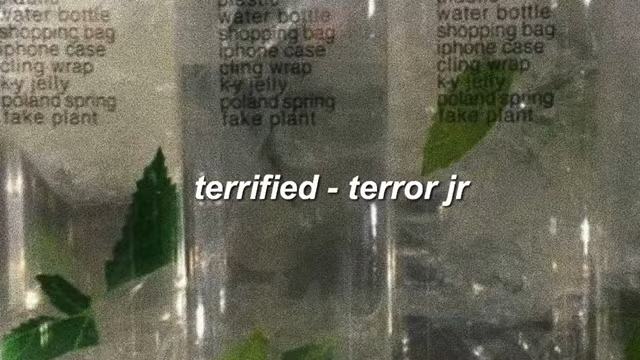 plastic
water bottle
shopping bag
iphone case
cling wrap
k-y jelly
poland spring
fake plant
water bottle
shopping bag
iphone case
cling wrap
k-y jelly
poland spring
fake plant
water bottle
shopping bag
iphone case
cling wrap
k-y jelly
poland spring
fake plant
terrified - terror jr